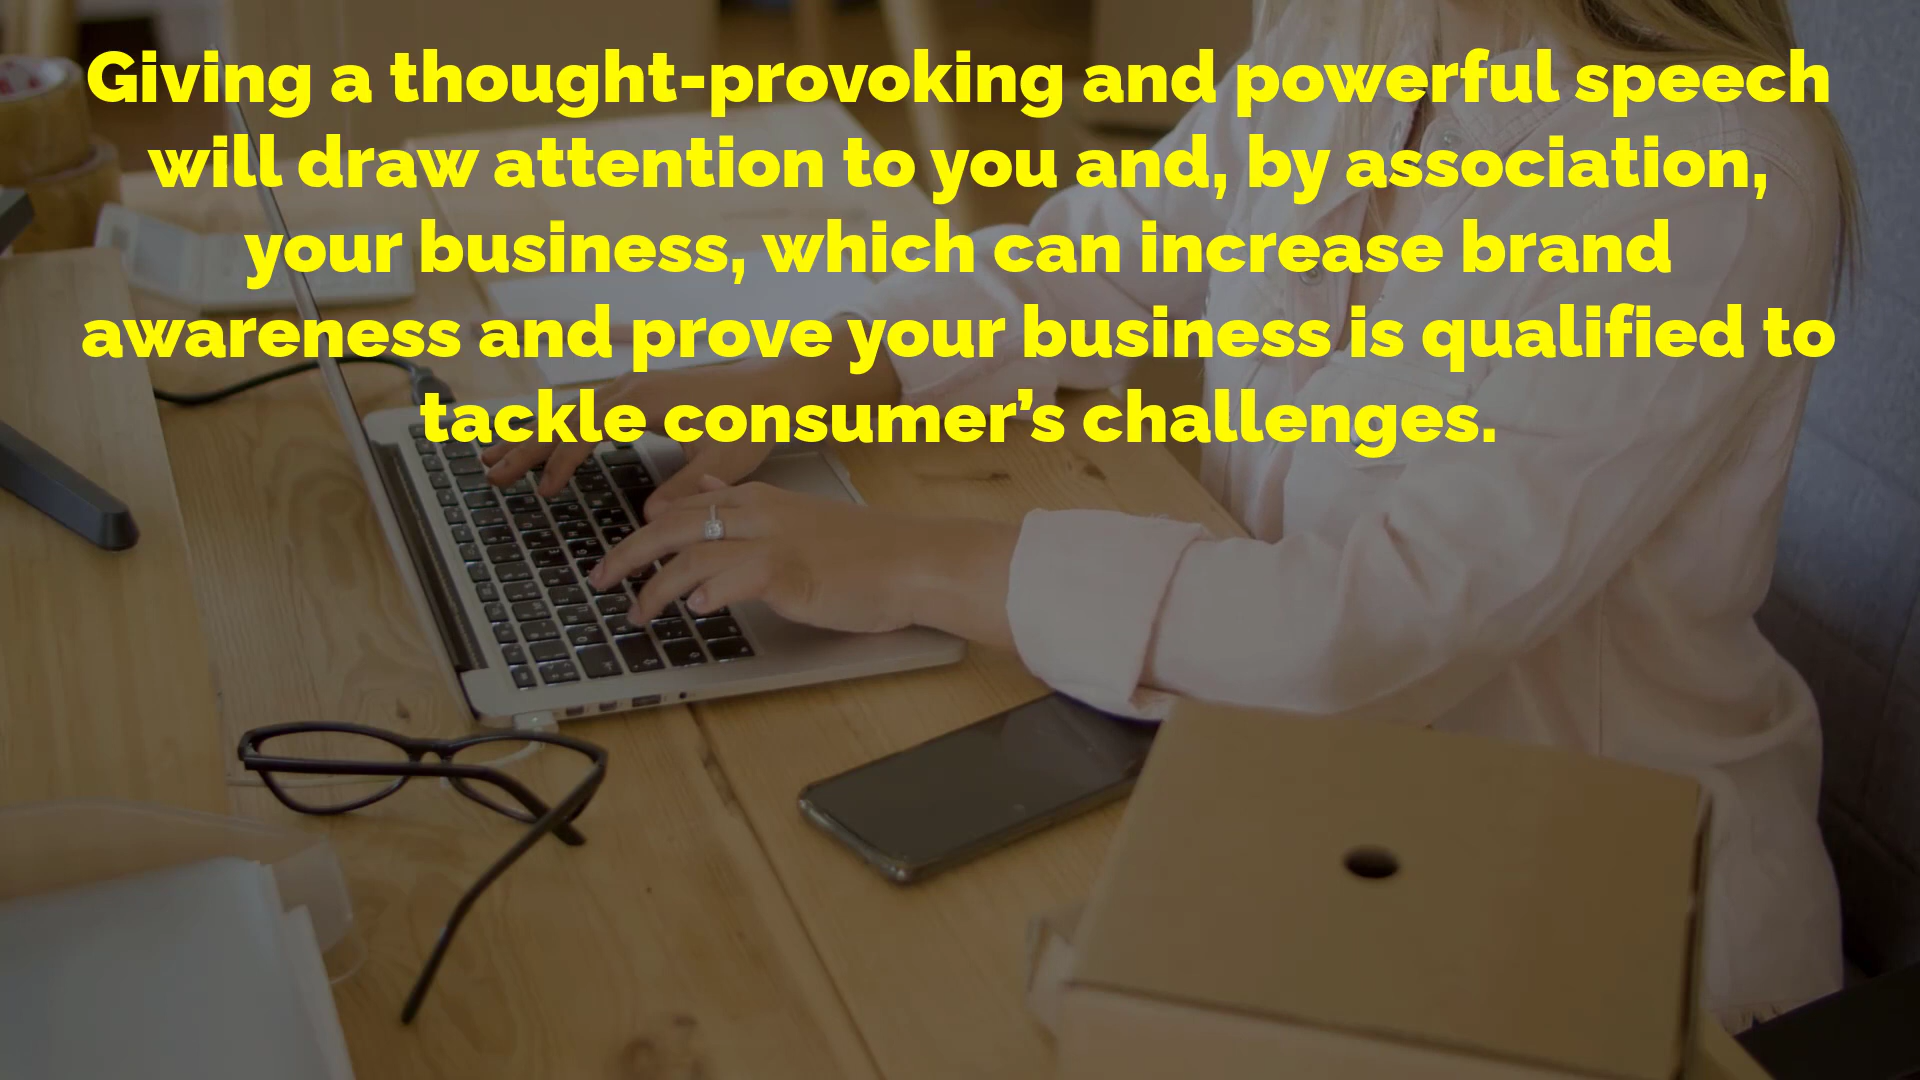 Giving a thought-provoking and powerful speech
will draw attention to you and, by association,
your business, which can increase brand
awareness and prove your business is qualified to
tackle consumer’s challenges.